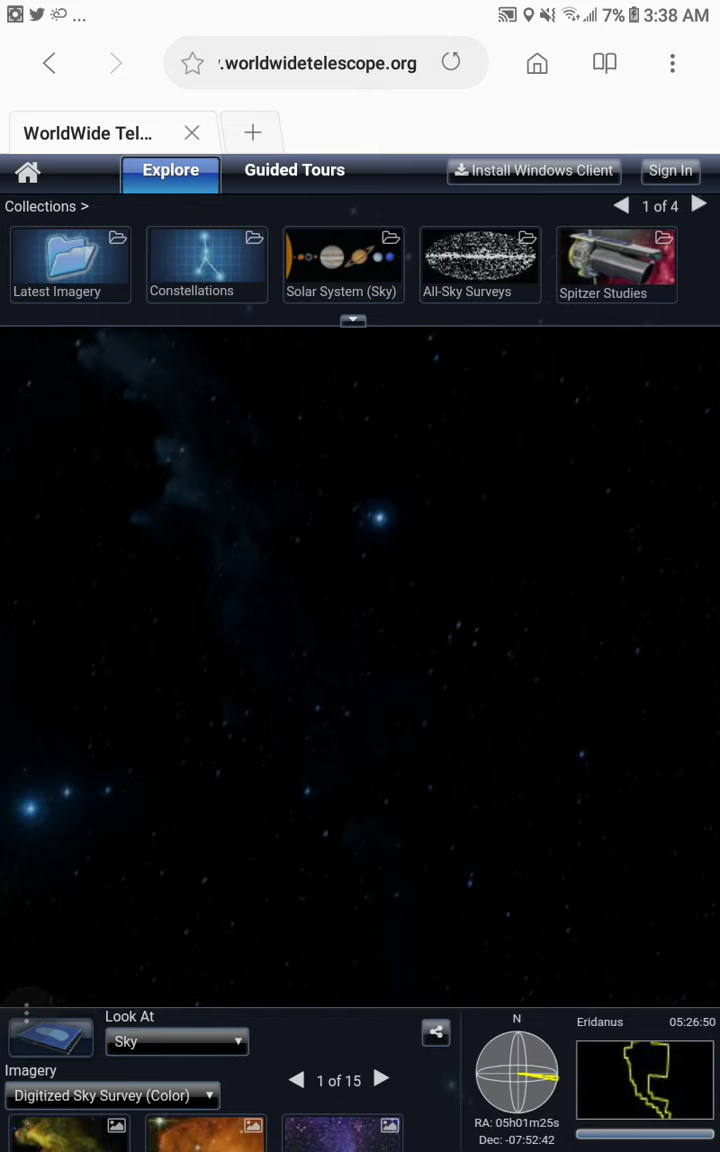 ... 7% 3:38 AM
.worldwidetelescope.org
WorldWide Tel...
Explore
Guided Tours
Install Windows Client
Sign In
Collections >
1 of 4
Latest Imagery
Constellations
Solar System (Sky)
All-Sky Surveys
Spitzer Studies
Look At
Sky
Imagery
1 of 15
Digitized Sky Survey (Color)
N
RA: 05h01m25s
Dec: -07:52:42
Eridanus 05:26:50